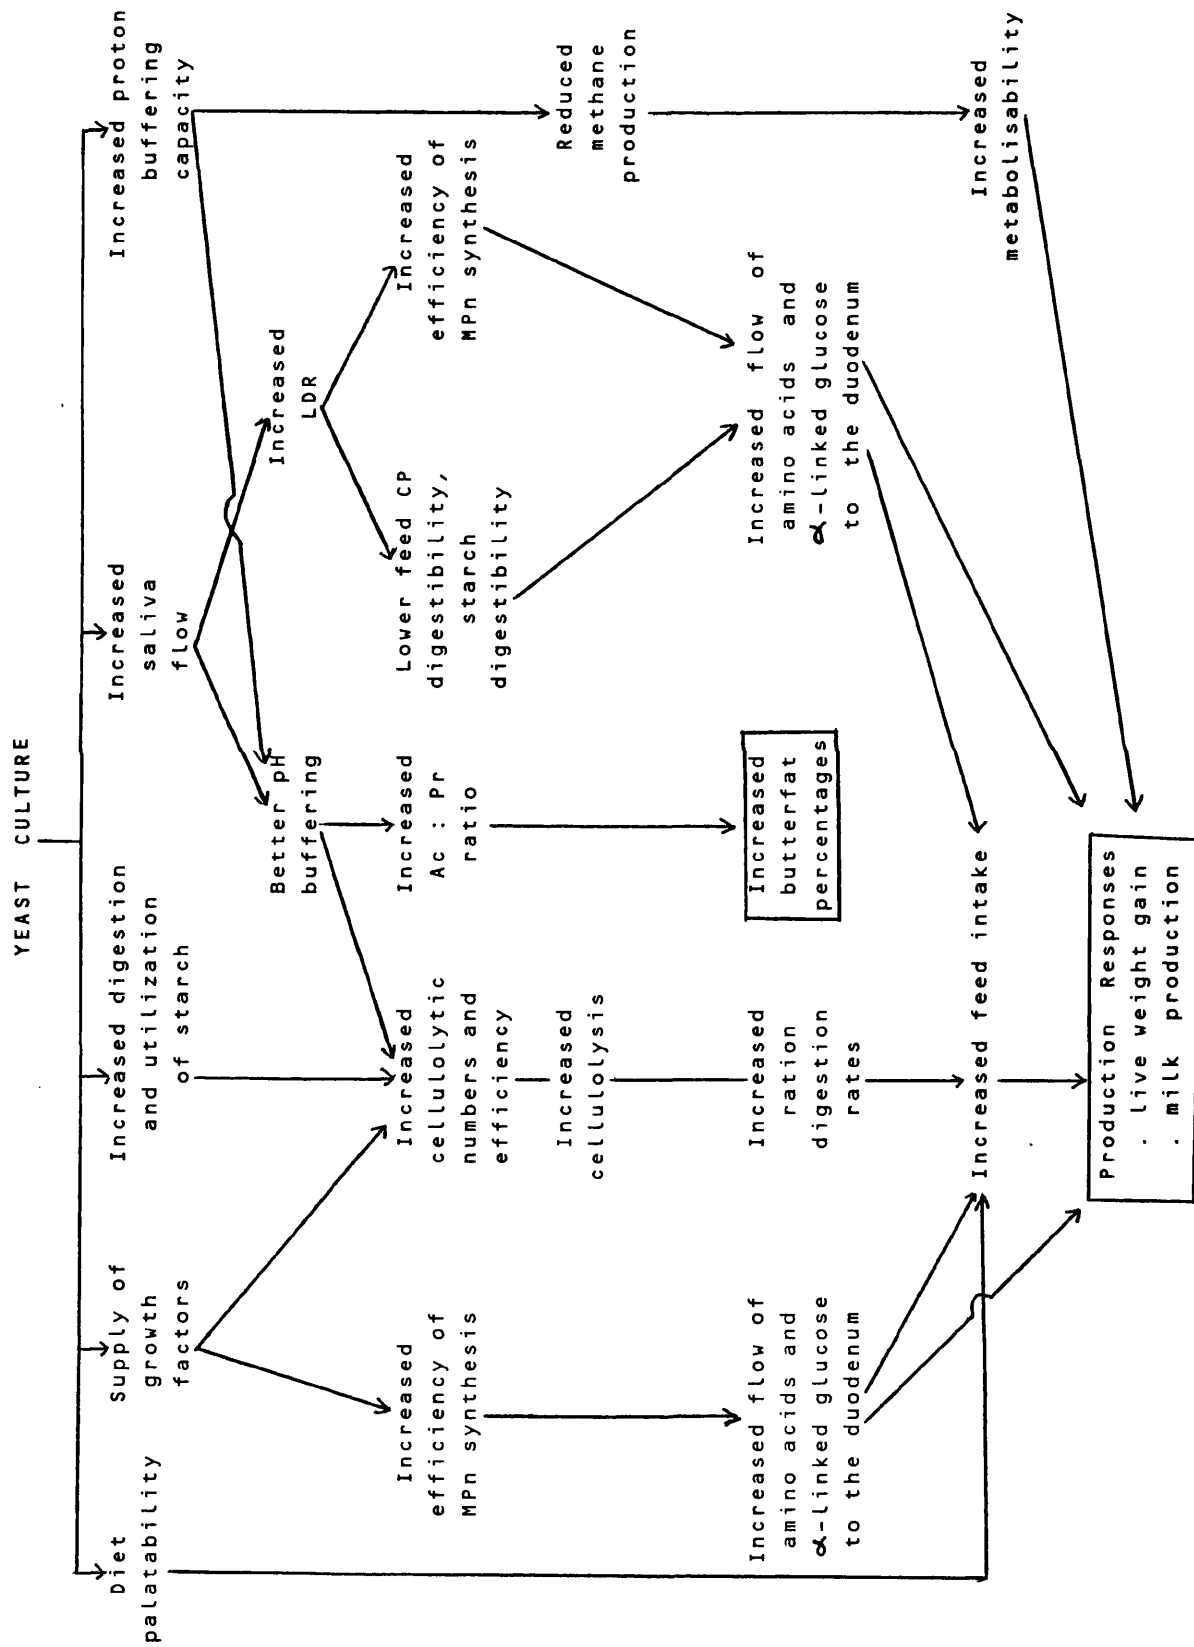 YEAST CULTURE
Diet
palatability
Supply of
growth
factors
Increased digestion
and utilization
of starch
Increased
saliva
flow
Increased proton
buffering
capacity
Better pH
buffering
Increased
LDR
Increased
efficiency of
MPn synthesis
Increased
cellulolytic
numbers and
efficiency
Increased
Ac : Pr
ratio
Lower feed CP
digestibility,
starch
digestibility
Increased
efficiency of
MPn synthesis
Increased
cellulolysis
Reduced
methane
production
Increased flow of
amino acids and
α-linked glucose
to the duodenum
Increased
ration
digestion
rates
Increased
butterfat
percentages
Increased flow of
amino acids and
α-linked glucose
to the duodenum
Increased feed intake
Increased
metabolisability
Production Responses
. live weight gain
. milk production